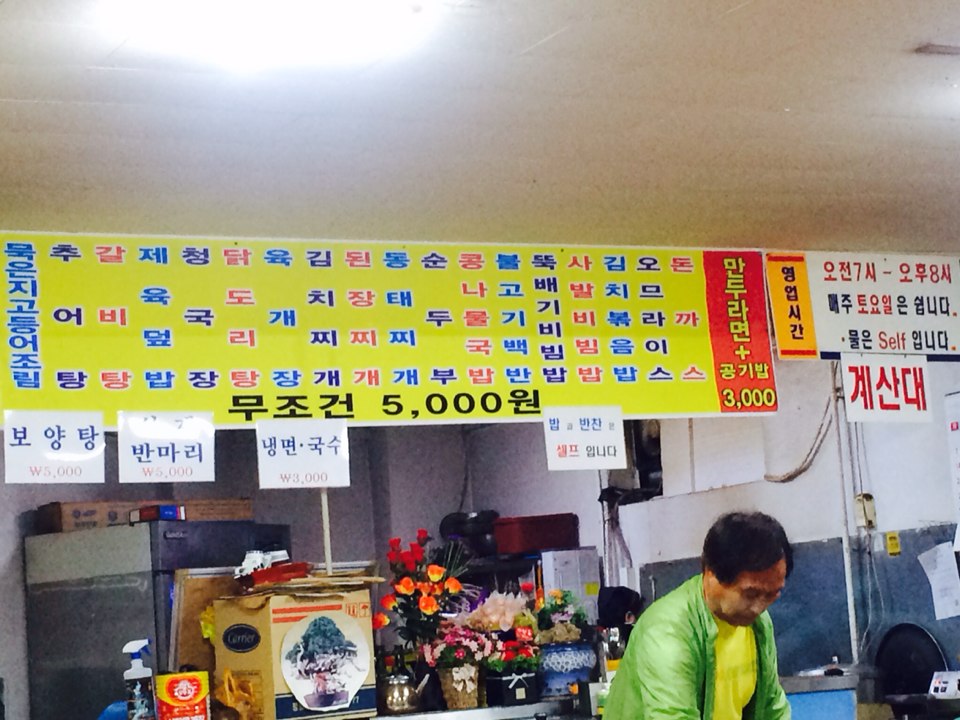 묵은지고등어조림
추어탕
갈비탕
제육덮밥
청국장
닭도리탕
육개장
김치찌개
된장찌개
동태찌개
순두부
콩나물국밥
불고기백반
뚝배기비빔밥
사발비빔밥
김치볶음밥
오므라이스
돈까스
만두라면+
공기밥
3,000
무조건 5,000원
영업시간
오전7시 - 오후8시
매주 토요일은 쉽니다.
·물은 Self 입니다.
계산대
보양탕
₩5,000
반마리
₩5,000
냉면·국수
₩3,000
밥과 반찬은
셀프 입니다
Carrier